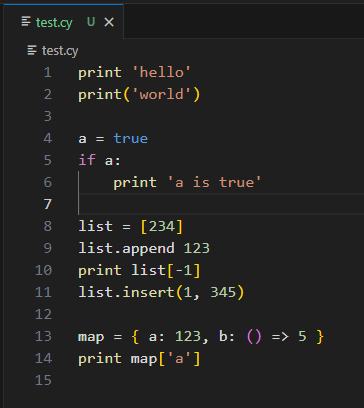 test.cy U
test.cy
1 print 'hello'
2 print('world')
3
4 a = true
5 if a:
6     print 'a is true'
7
8 list = [234]
9 list.append 123
10 print list[-1]
11 list.insert(1, 345)
12
13 map = { a: 123, b: () => 5 }
14 print map['a']
15